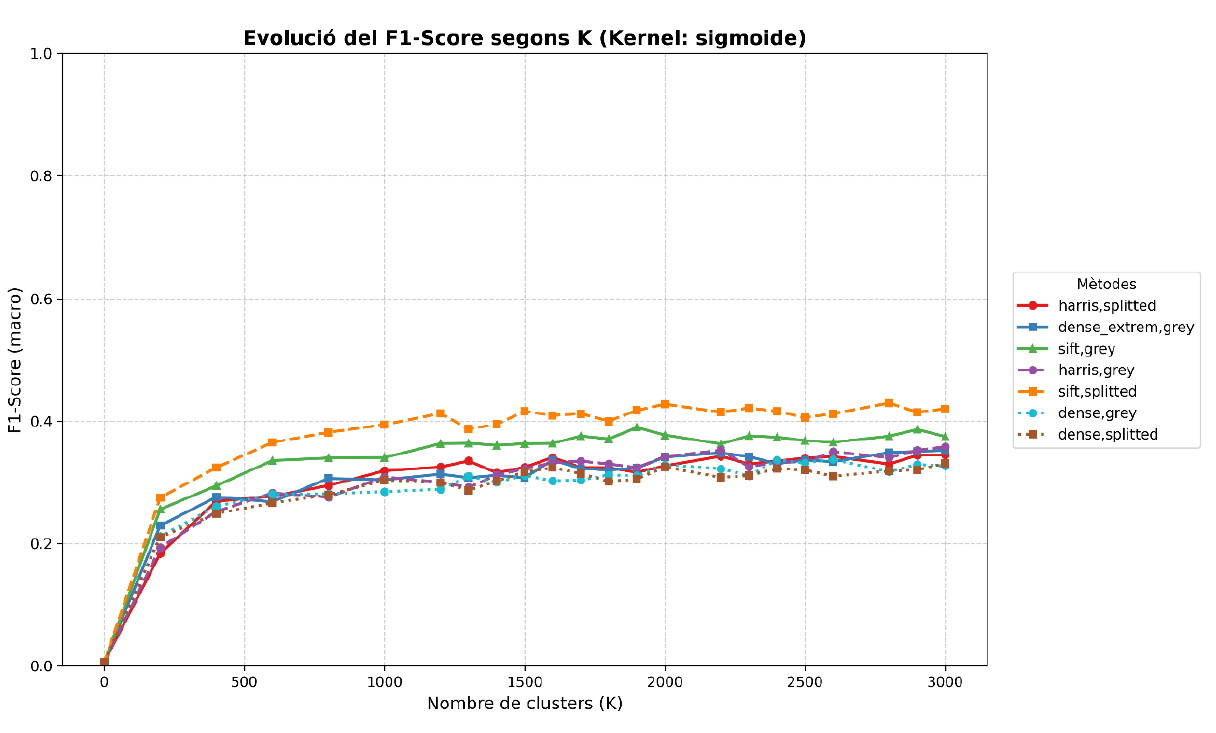 Evolució del F1-Score segons K (Kernel: sigmoide)
1.0
0.8
0.6
0.4
0.2
0.0
F1-Score (macro)
0 500 1000 1500 2000 2500 3000
Nombre de clusters (K)
Mètodes
harris,splitted
dense_extrem,grey
sift,grey
harris,grey
sift,splitted
dense,grey
dense,splitted